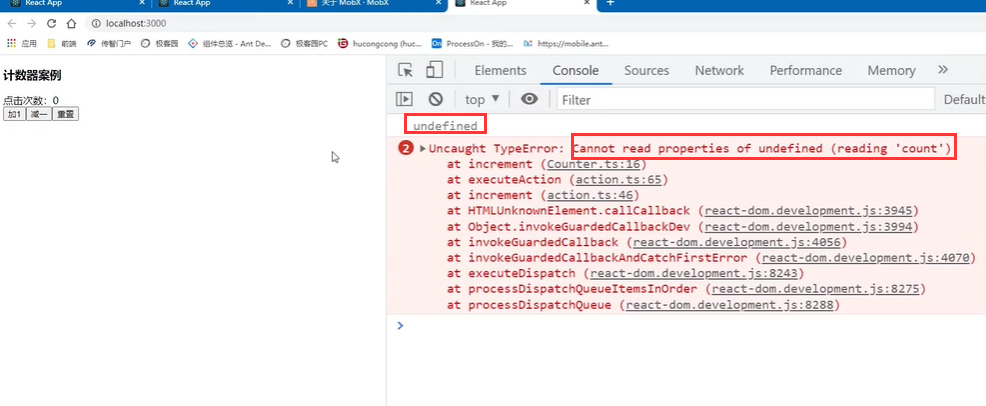 React App
React App
关于 MobX · MobX
React App
localhost:3000
应用 前端 传智门户 极客园 组件总览 - Ant De... 极客园PC hucongcong (huc... ProcessOn - 我的... https://mobile.ant...
计数器案例
点击次数：0
加1 减一 重置
Elements Console Sources Network Performance Memory »
top ▼ Filter Default
undefined
2 ▶Uncaught TypeError: Cannot read properties of undefined (reading 'count')
at increment (Counter.ts:16)
at executeAction (action.ts:65)
at increment (action.ts:46)
at HTMLUnknownElement.callCallback (react-dom.development.js:3945)
at Object.invokeGuardedCallbackDev (react-dom.development.js:3994)
at invokeGuardedCallback (react-dom.development.js:4056)
at invokeGuardedCallbackAndCatchFirstError (react-dom.development.js:4070)
at executeDispatch (react-dom.development.js:8243)
at processDispatchQueueItemsInOrder (react-dom.development.js:8275)
at processDispatchQueue (react-dom.development.js:8288)